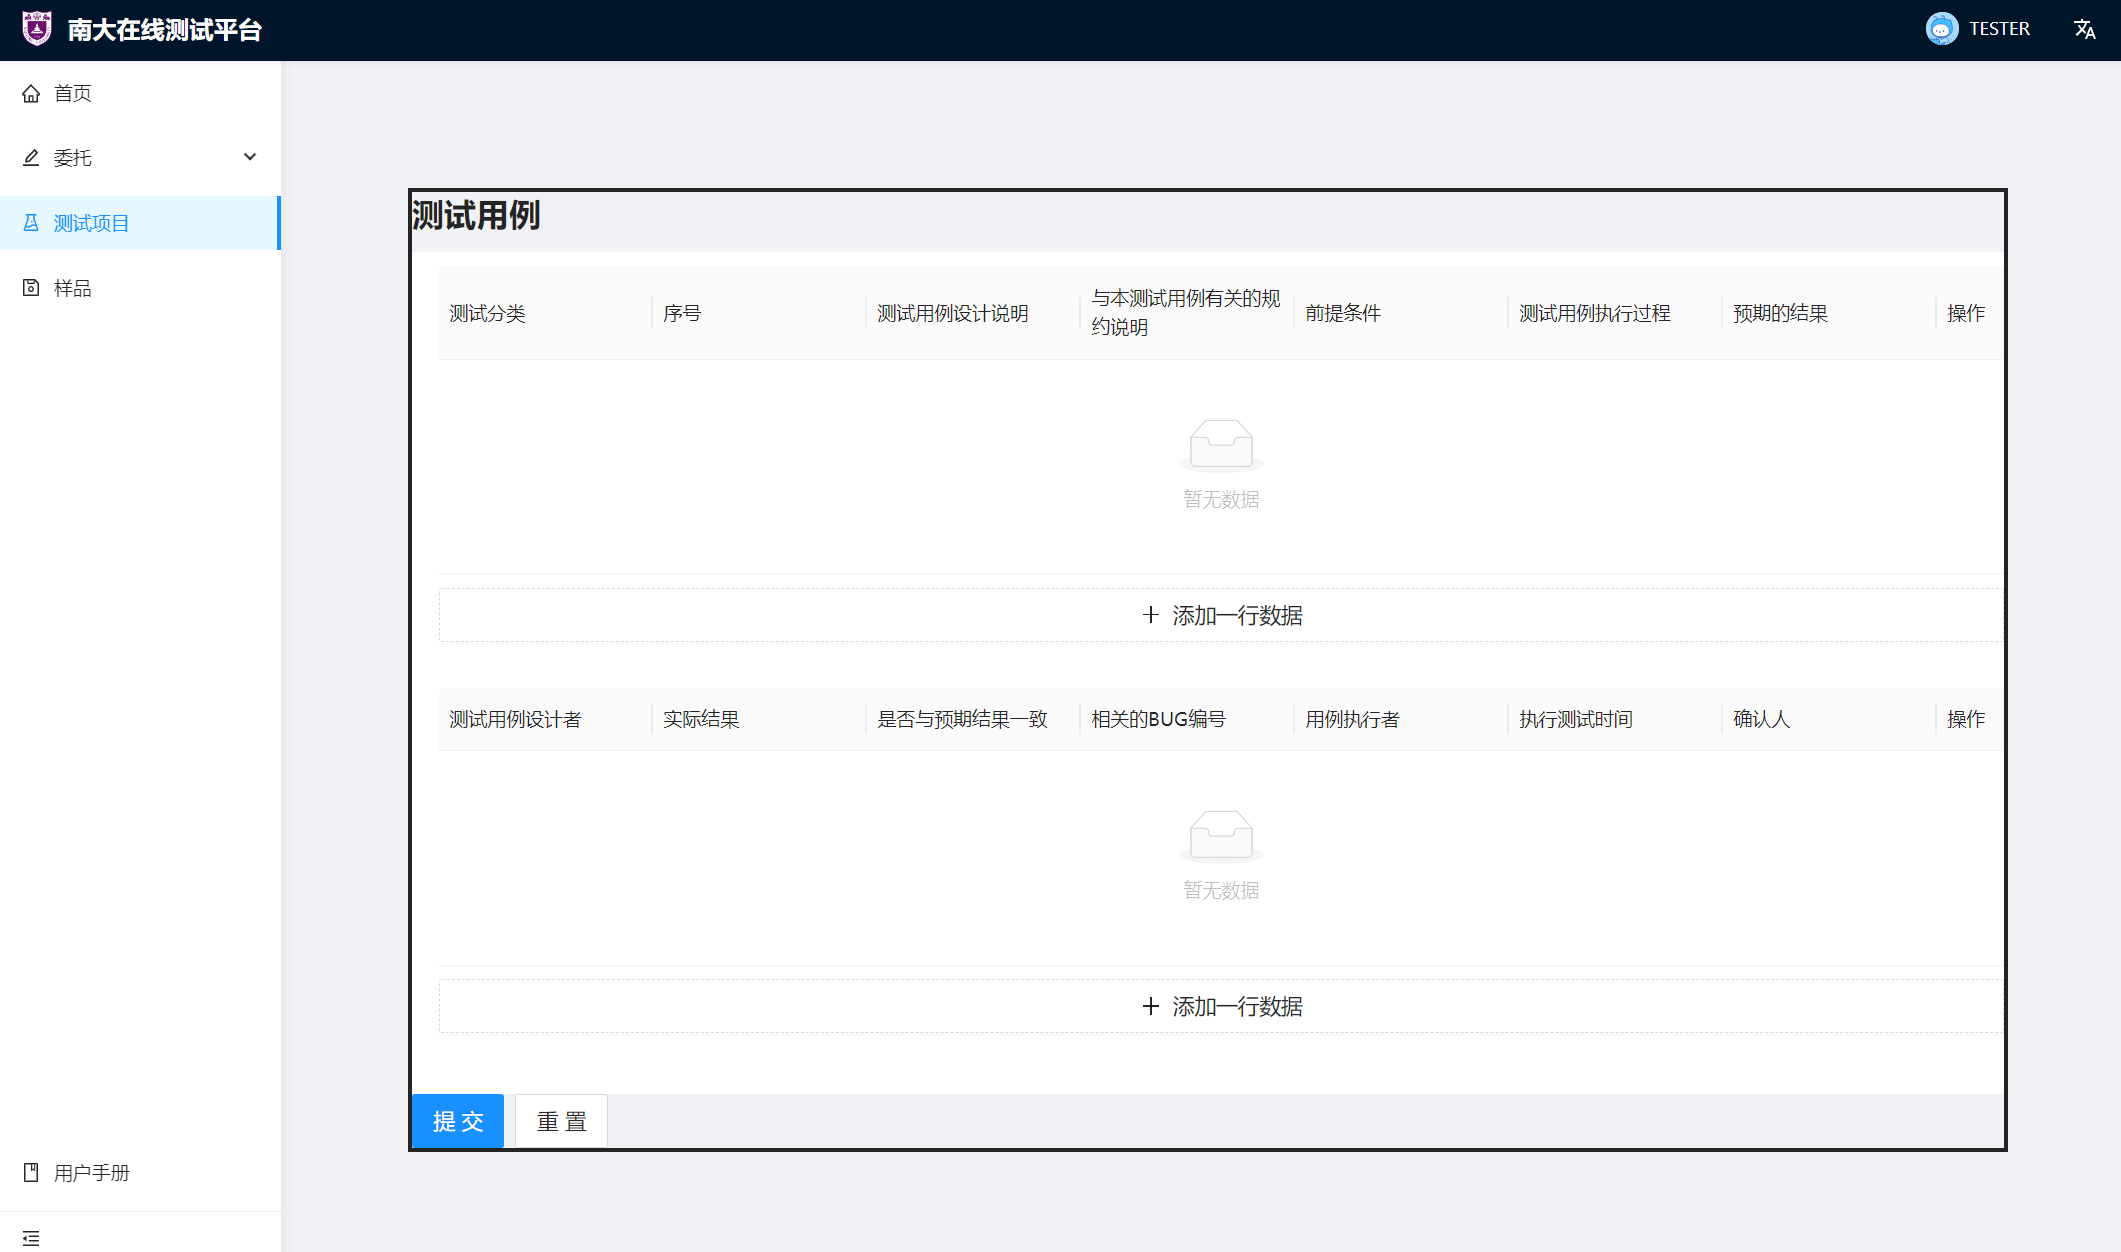 南大在线测试平台
TESTER
首页
委托
测试项目
样品
测试用例
测试分类
序号
测试用例设计说明
与本测试用例有关的规
约说明
前提条件
测试用例执行过程
预期的结果
操作
暂无数据
添加一行数据
测试用例设计者
实际结果
是否与预期结果一致
相关的BUG编号
用例执行者
执行测试时间
确认人
操作
暂无数据
添加一行数据
提 交
重 置
用户手册